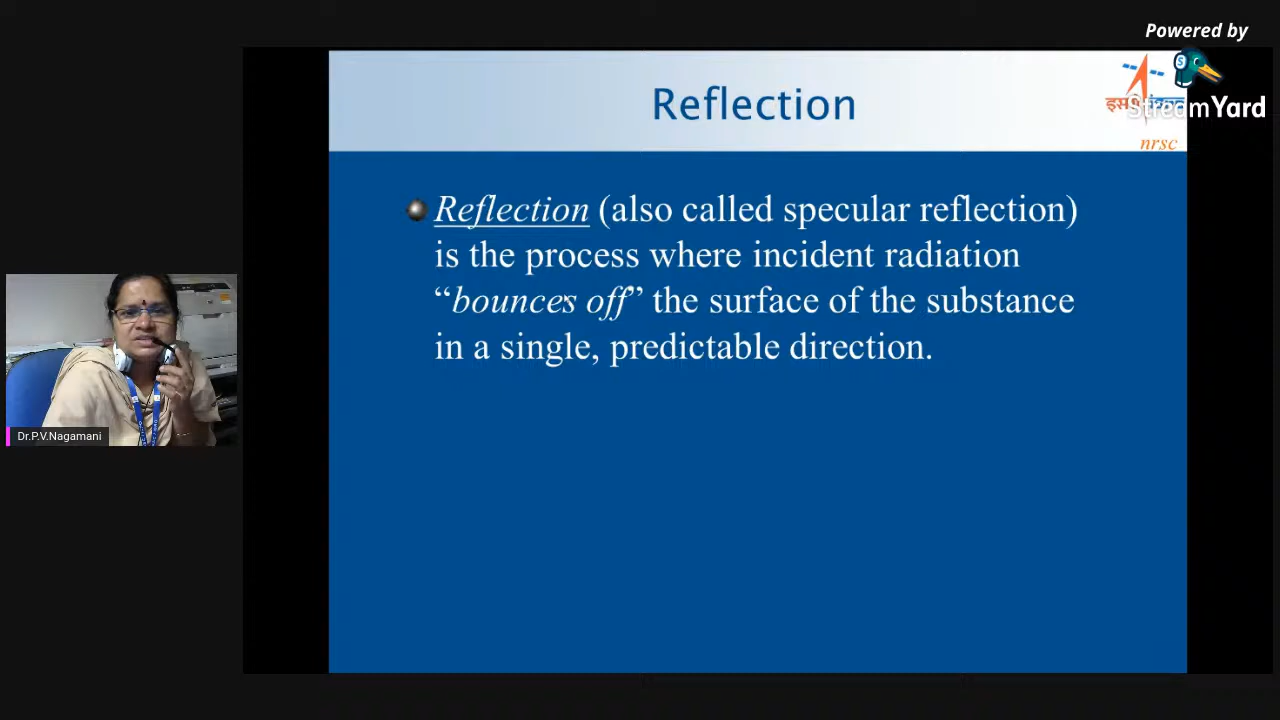 Powered by
StreamYard
Reflection
nrsc
Reflection (also called specular reflection)
is the process where incident radiation
“bounces off” the surface of the substance
in a single, predictable direction.
Dr.P.V.Nagamani